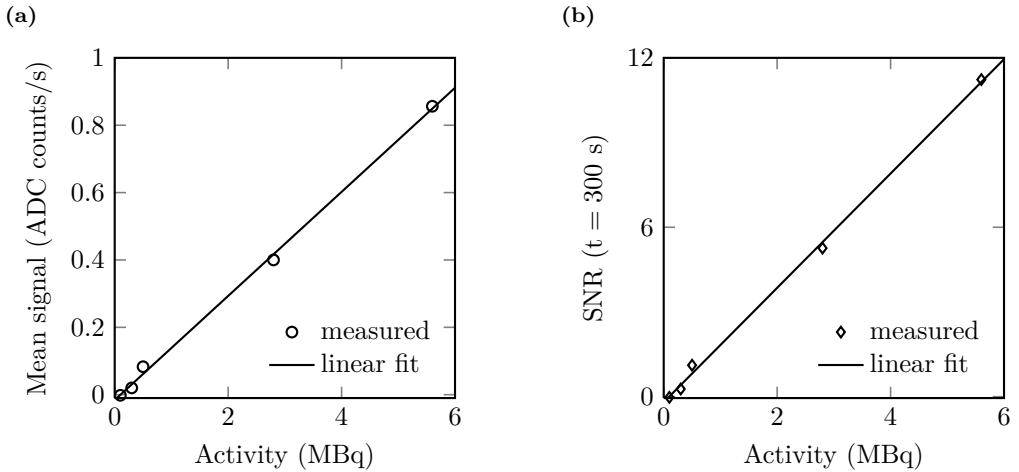 (a)
Mean signal (ADC counts/s)
1
0.8
0.6
0.4
0.2
0
0 2 4 6
Activity (MBq)
measured
linear fit
(b)
SNR (t = 300 s)
12
6
0
0 2 4 6
Activity (MBq)
measured
linear fit